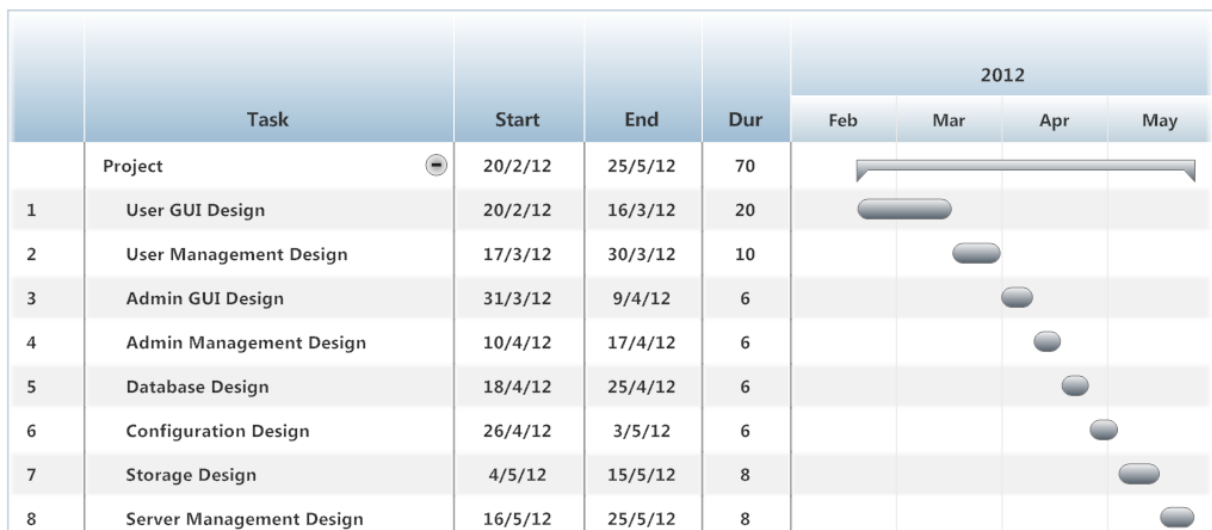 2012
Task Start End Dur Feb Mar Apr May
Project 20/2/12 25/5/12 70
1 User GUI Design 20/2/12 16/3/12 20
2 User Management Design 17/3/12 30/3/12 10
3 Admin GUI Design 31/3/12 9/4/12 6
4 Admin Management Design 10/4/12 17/4/12 6
5 Database Design 18/4/12 25/4/12 6
6 Configuration Design 26/4/12 3/5/12 6
7 Storage Design 4/5/12 15/5/12 8
8 Server Management Design 16/5/12 25/5/12 8